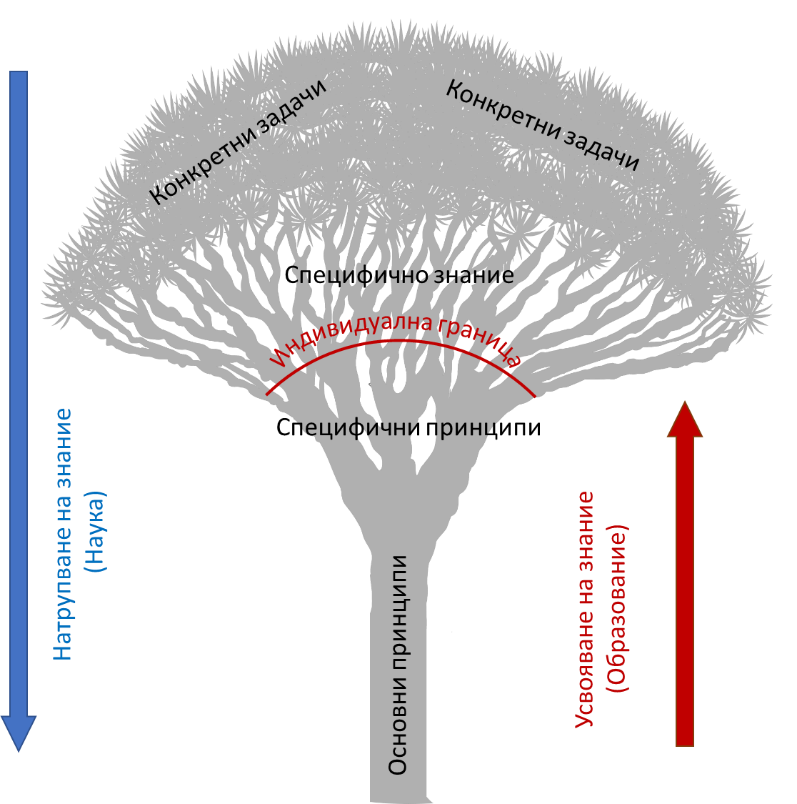 Конкретни задачи
Конкретни задачи
Специфично знание
Индивидуална граница
Специфични принципи
Основни принципи
Натрупване на знание
(Наука)
Усвояване на знание
(Образование)